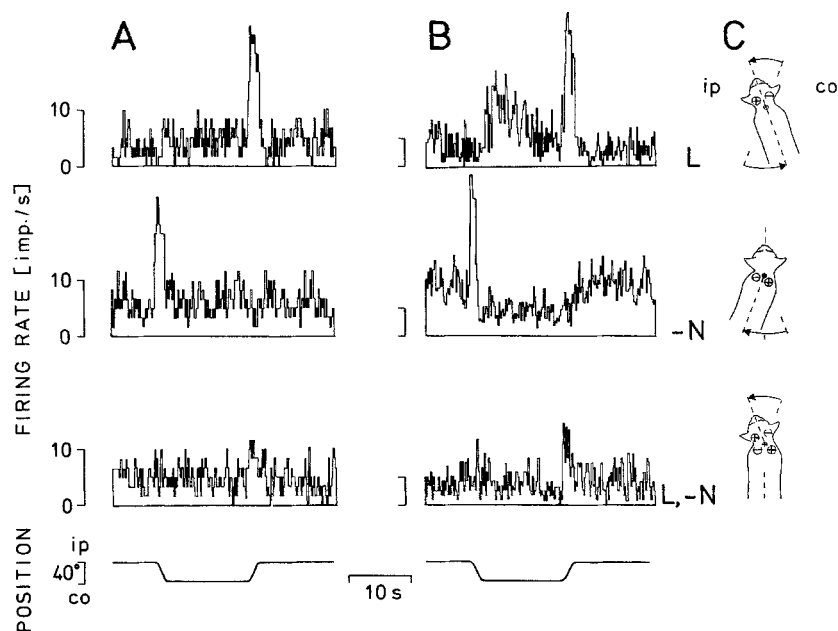 A B C
ip co
10
0
L
10
0
-N
10
0
L,-N
FIRING RATE [imp./s]
ip
40°
co
POSITION
10 s